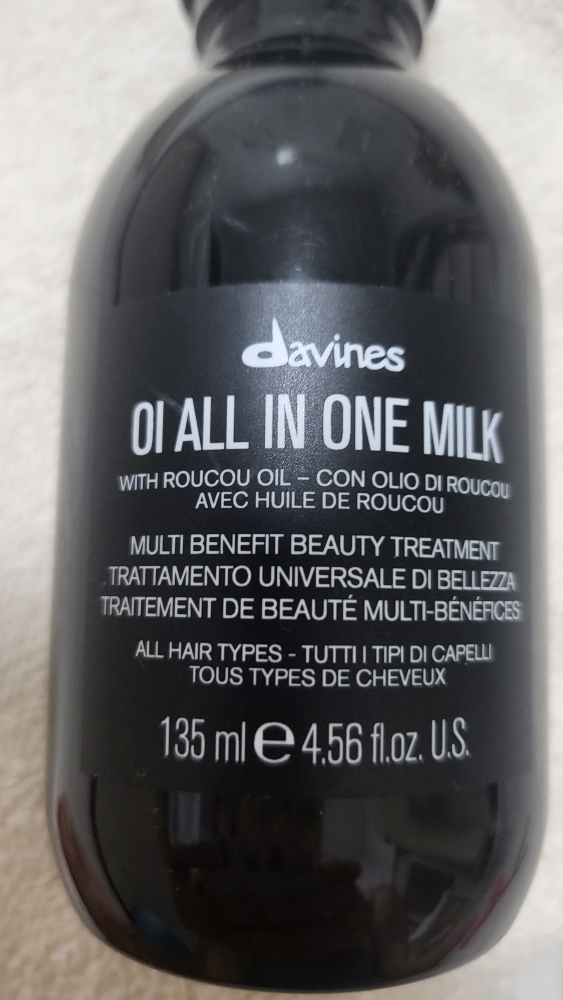 davines
OI ALL IN ONE MILK
WITH ROUCOU OIL – CON OLIO DI ROUCOU
AVEC HUILE DE ROUCOU
MULTI BENEFIT BEAUTY TREATMENT
TRATTAMENTO UNIVERSALE DI BELLEZZA
TRAITEMENT DE BEAUTÉ MULTI-BÉNÉFICES
ALL HAIR TYPES - TUTTI I TIPI DI CAPELLI
TOUS TYPES DE CHEVEUX
135 ml ℮ 4.56 fl.oz. U.S.